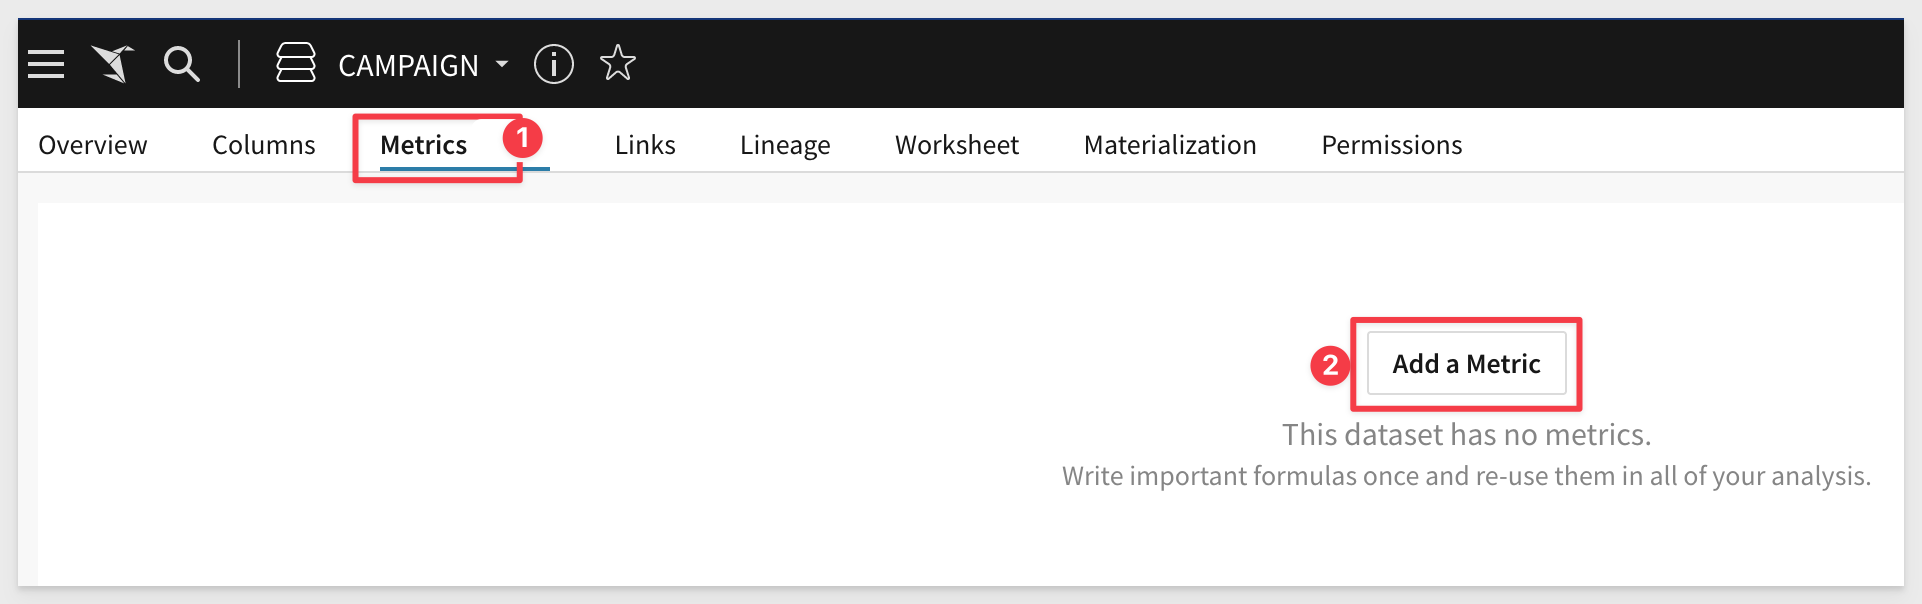 CAMPAIGN
Overview Columns Metrics 1 Links Lineage Worksheet Materialization Permissions
2 Add a Metric
This dataset has no metrics.
Write important formulas once and re-use them in all of your analysis.